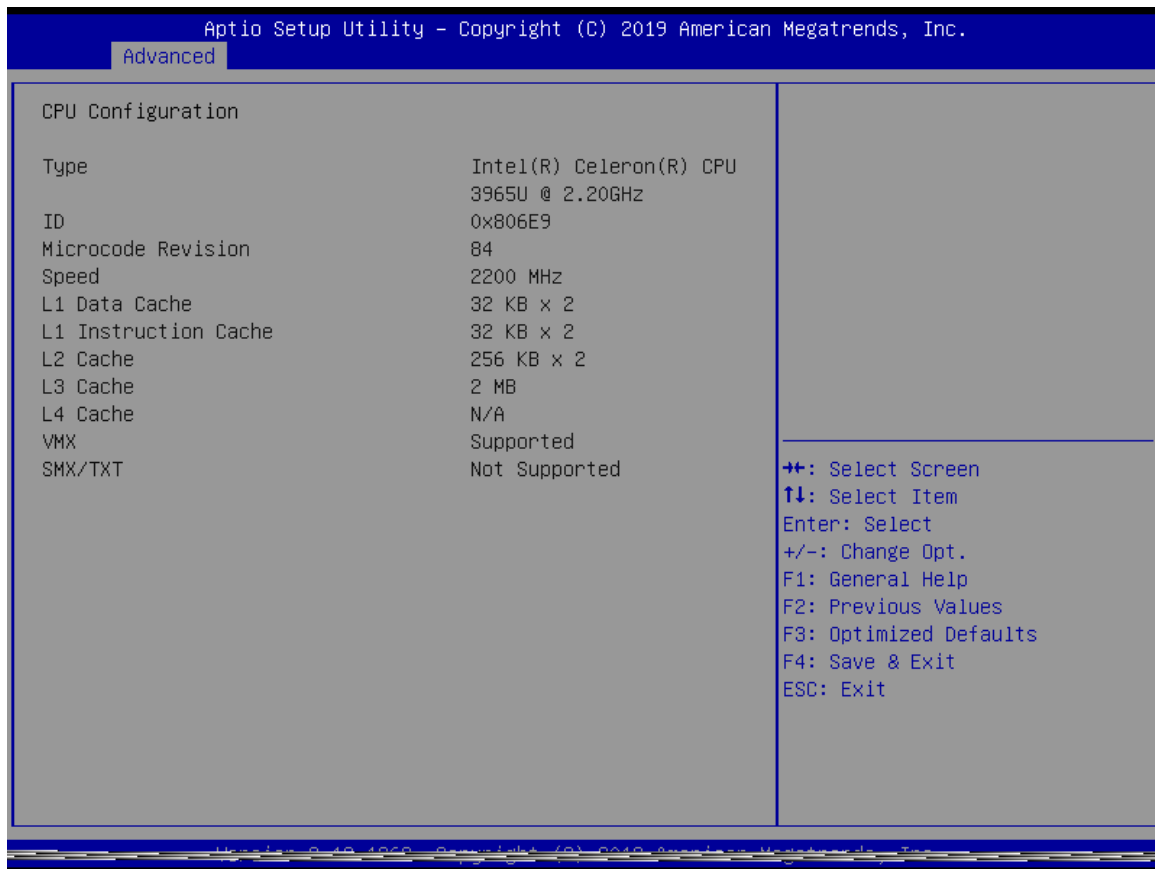 Aptio Setup Utility – Copyright (C) 2019 American Megatrends, Inc.
Advanced
CPU Configuration
Type Intel(R) Celeron(R) CPU
3965U @ 2.20GHz
ID 0x806E9
Microcode Revision 84
Speed 2200 MHz
L1 Data Cache 32 KB x 2
L1 Instruction Cache 32 KB x 2
L2 Cache 256 KB x 2
L3 Cache 2 MB
L4 Cache N/A
VMX Supported
SMX/TXT Not Supported
→←: Select Screen
↑↓: Select Item
Enter: Select
+/-: Change Opt.
F1: General Help
F2: Previous Values
F3: Optimized Defaults
F4: Save & Exit
ESC: Exit